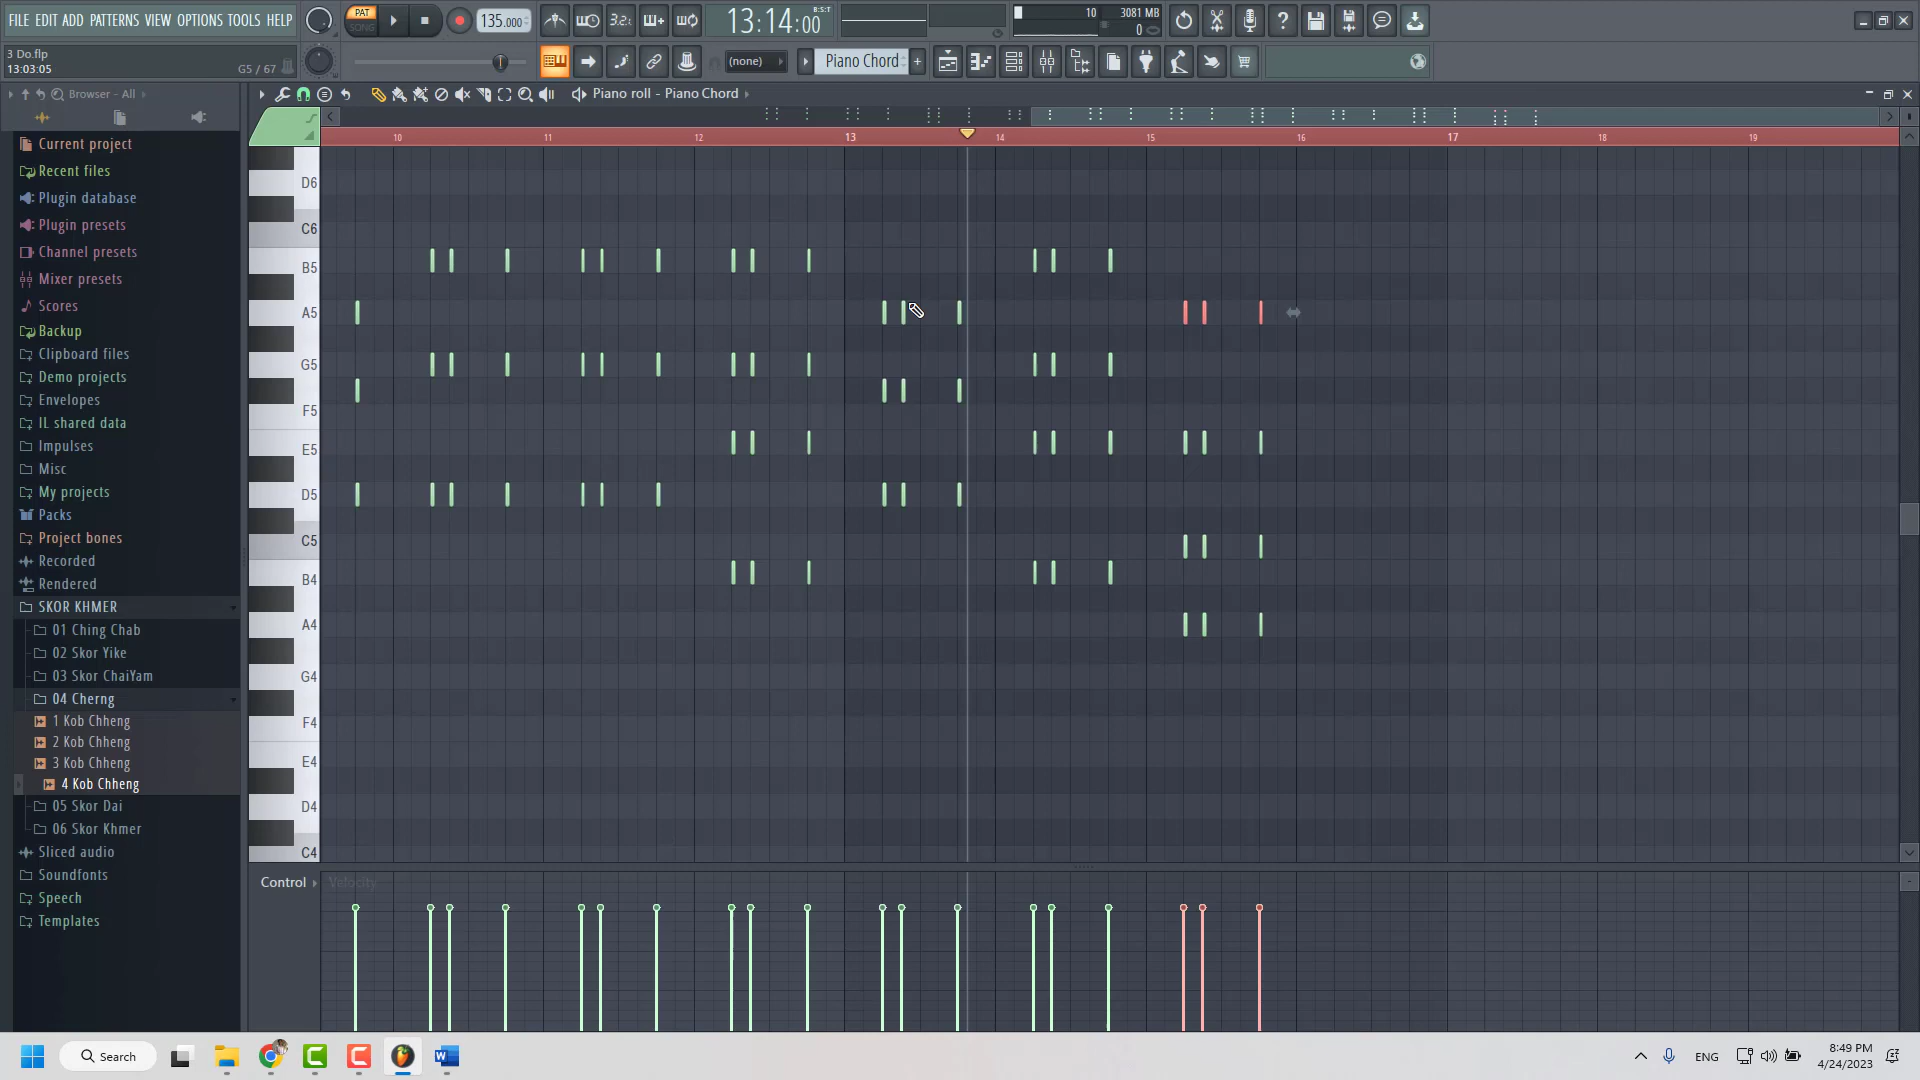 FILE EDIT ADD PATTERNS VIEW OPTIONS TOOLS HELP
PAT
SONG
135.000
3.2.
13:14:00 B:S:T
10 3081 MB
0
3 Do.flp
13:03:05 G5 / 67
(none)
Piano Chord
Browser - All
Piano roll - Piano Chord
10 11 12 13 14 15 16 17 18 19
Current project
Recent files
Plugin database
Plugin presets
Channel presets
Mixer presets
Scores
Backup
Clipboard files
Demo projects
Envelopes
IL shared data
Impulses
Misc
My projects
Packs
Project bones
Recorded
Rendered
SKOR KHMER
01 Ching Chab
02 Skor Yike
03 Skor ChaiYam
04 Cherng
1 Kob Chheng
2 Kob Chheng
3 Kob Chheng
4 Kob Chheng
05 Skor Dai
06 Skor Khmer
Sliced audio
Soundfonts
Speech
Templates
D6
C6
B5
A5
G5
F5
E5
D5
C5
B4
A4
G4
F4
E4
D4
C4
Control Velocity
Search
ENG
8:49 PM
4/24/2023